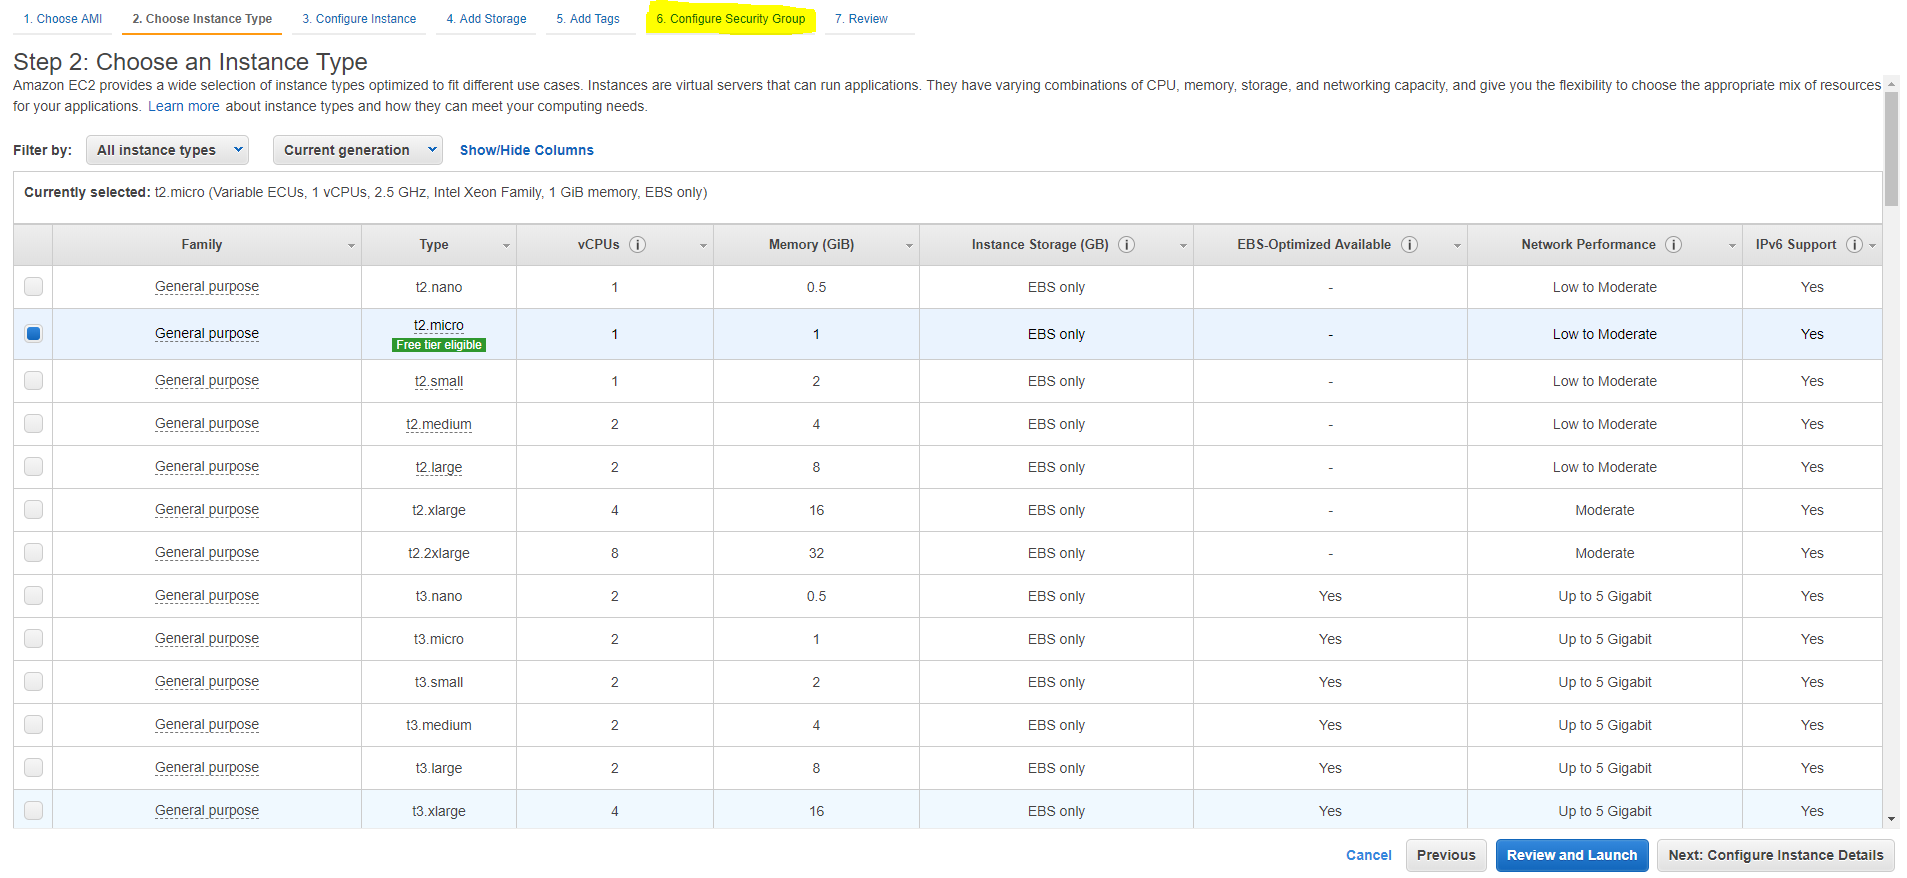 1. Choose AMI 2. Choose Instance Type 3. Configure Instance 4. Add Storage 5. Add Tags 6. Configure Security Group 7. Review
Step 2: Choose an Instance Type
Amazon EC2 provides a wide selection of instance types optimized to fit different use cases. Instances are virtual servers that can run applications. They have varying combinations of CPU, memory, storage, and networking capacity, and give you the flexibility to choose the appropriate mix of resources
for your applications. Learn more about instance types and how they can meet your computing needs.
Filter by: All instance types Current generation Show/Hide Columns
Currently selected: t2.micro (Variable ECUs, 1 vCPUs, 2.5 GHz, Intel Xeon Family, 1 GiB memory, EBS only)
Family Type vCPUs i Memory (GiB) Instance Storage (GB) i EBS-Optimized Available i Network Performance i IPv6 Support i
General purpose t2.nano 1 0.5 EBS only - Low to Moderate Yes
General purpose t2.micro 1 1 EBS only - Low to Moderate Yes
Free tier eligible
General purpose t2.small 1 2 EBS only - Low to Moderate Yes
General purpose t2.medium 2 4 EBS only - Low to Moderate Yes
General purpose t2.large 2 8 EBS only - Low to Moderate Yes
General purpose t2.xlarge 4 16 EBS only - Moderate Yes
General purpose t2.2xlarge 8 32 EBS only - Moderate Yes
General purpose t3.nano 2 0.5 EBS only Yes Up to 5 Gigabit Yes
General purpose t3.micro 2 1 EBS only Yes Up to 5 Gigabit Yes
General purpose t3.small 2 2 EBS only Yes Up to 5 Gigabit Yes
General purpose t3.medium 2 4 EBS only Yes Up to 5 Gigabit Yes
General purpose t3.large 2 8 EBS only Yes Up to 5 Gigabit Yes
General purpose t3.xlarge 4 16 EBS only Yes Up to 5 Gigabit Yes
Cancel Previous Review and Launch Next: Configure Instance Details